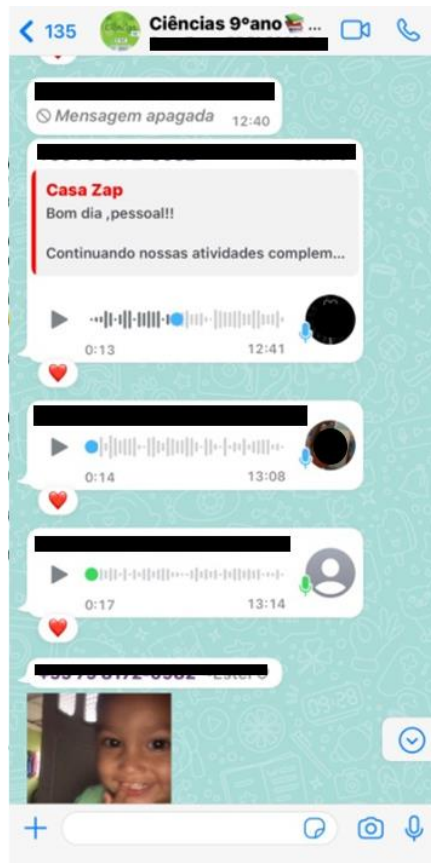 135
Ciências 9ºano📚 ...
Mensagem apagada 12:40
Casa Zap
Bom dia ,pessoal!!
Continuando nossas atividades complem...
0:13 12:41
0:14 13:08
0:17 13:14